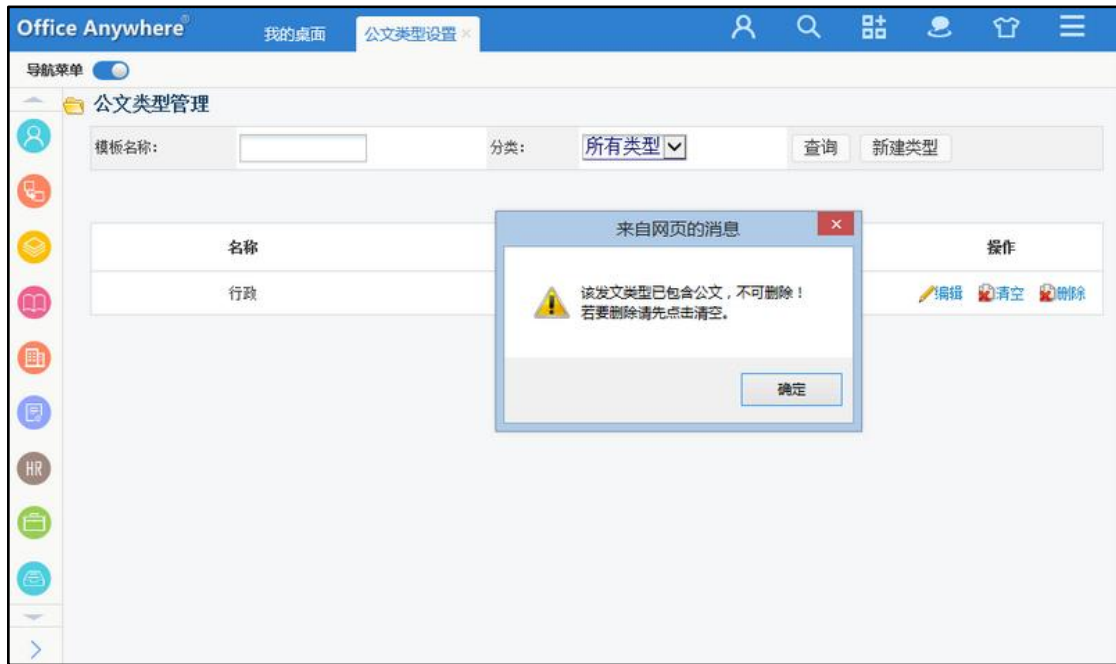 Office Anywhere®
我的桌面
公文类型设置 ×
导航菜单
公文类型管理
模板名称：
分类：
所有类型
查询
新建类型
来自网页的消息
该发文类型已包含公文，不可删除！
若要删除请先点击清空。
确定
名称
操作
行政
编辑
清空
删除
HR